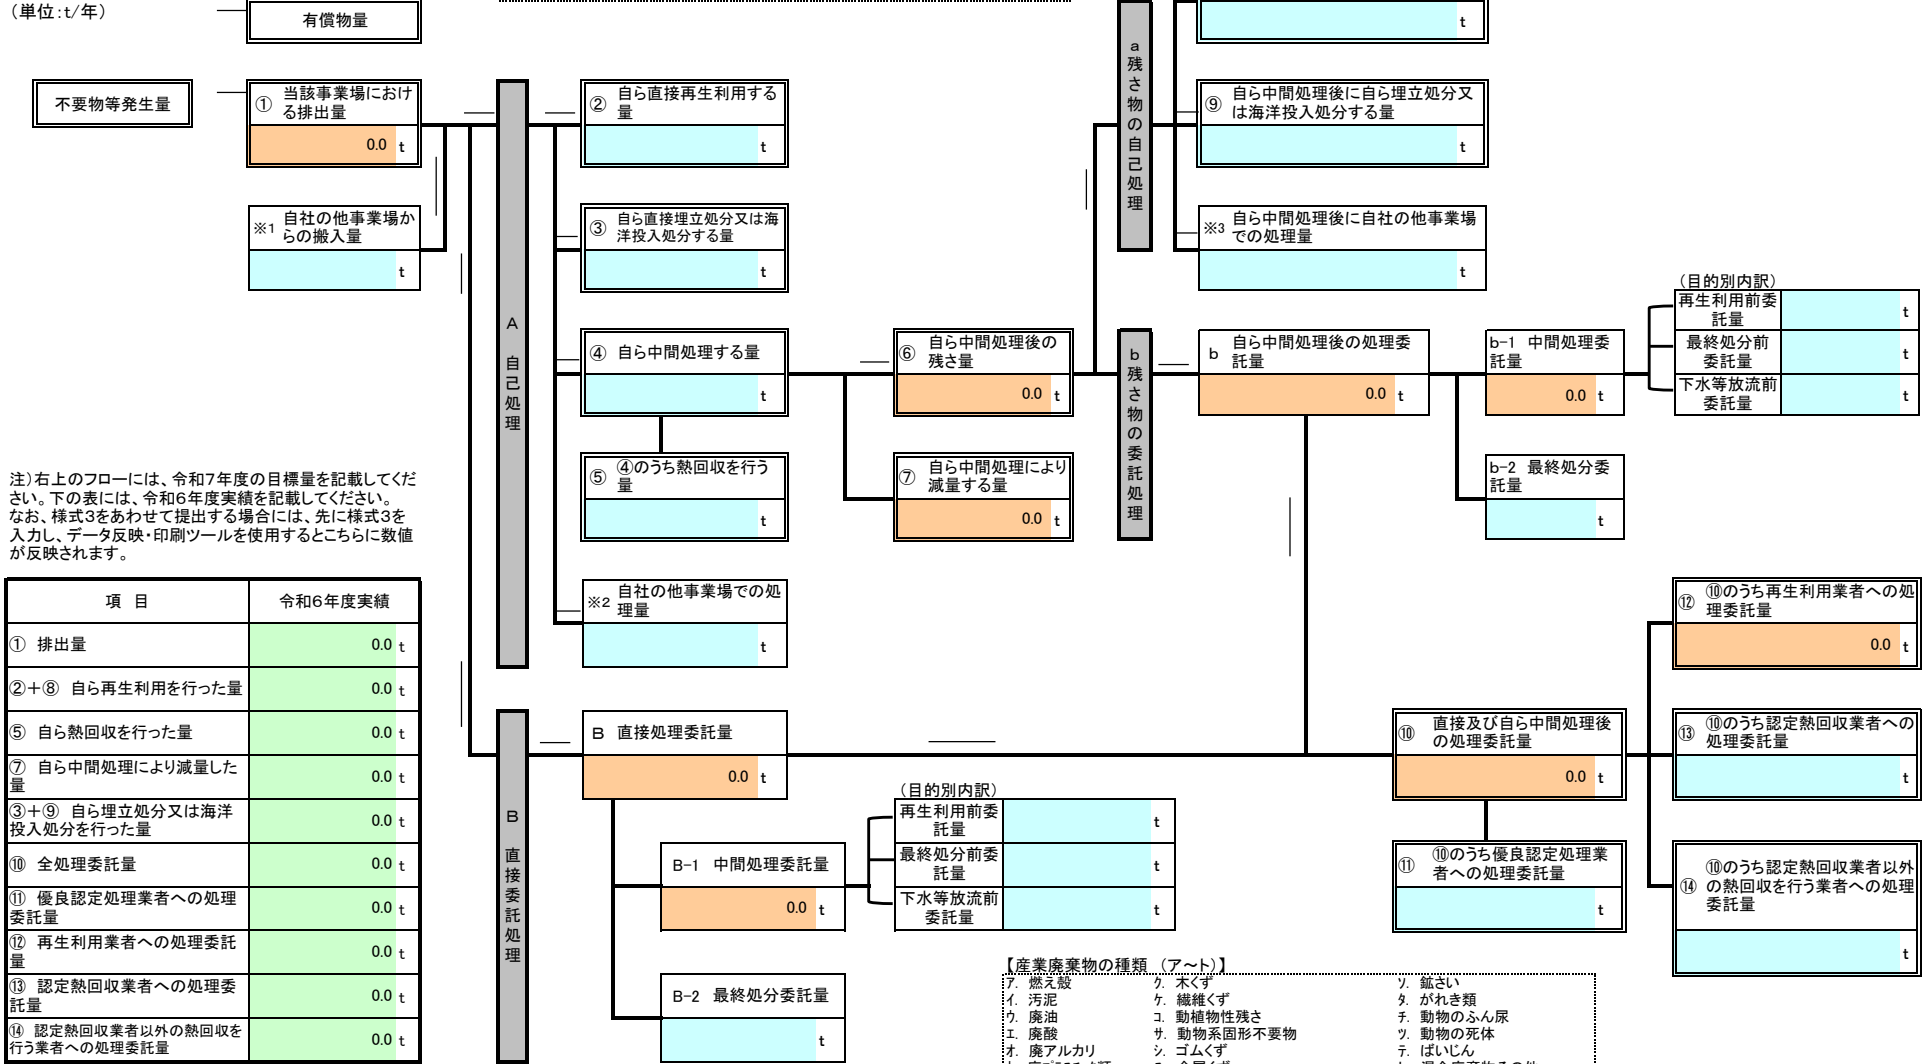 (単位:t/年)
有償物量
t
a 残さ物の自己処理
不要物等発生量
① 当該事業場におけ
る排出量
0.0 t
A 自己処理
② 自ら直接再生利用する
量
t
⑨ 自ら中間処理後に自ら埋立処分又
は海洋投入処分する量
t
※1 自社の他事業場か
らの搬入量
t
③ 自ら直接埋立処分又は海
洋投入処分する量
t
※3 自ら中間処理後に自社の他事業場
での処理量
t
(目的別内訳)
再生利用前委
託量
t
最終処分前
委託量
t
下水等放流前
委託量
t
④ 自ら中間処理する量
t
⑥ 自ら中間処理後の
残さ量
0.0 t
b 残さ物の委託処理
b 自ら中間処理後の処理委
託量
0.0 t
b-1 中間処理委
託量
0.0 t
⑤ ④のうち熱回収を行う
量
t
⑦ 自ら中間処理により
減量する量
0.0 t
b-2 最終処分委
託量
t
注)右上のフローには、令和7年度の目標量を記載してくだ
さい。下の表には、令和6年度実績を記載してください。
なお、様式3をあわせて提出する場合には、先に様式3を
入力し、データ反映・印刷ツールを使用するとこちらに数値
が反映されます。
項 目 令和6年度実績
① 排出量 0.0 t
②+⑧ 自ら再生利用を行った量 0.0 t
⑤ 自ら熱回収を行った量 0.0 t
⑦ 自ら中間処理により減量した
量 0.0 t
③+⑨ 自ら埋立処分又は海洋
投入処分を行った量 0.0 t
⑩ 全処理委託量 0.0 t
⑪ 優良認定処理業者への処理
委託量 0.0 t
⑫ 再生利用業者への処理委託
量 0.0 t
⑬ 認定熱回収業者への処理委
託量 0.0 t
⑭ 認定熱回収業者以外の熱回収を
行う業者への処理委託量 0.0 t
※2 自社の他事業場での処
理量
t
B 直接委託処理
B 直接処理委託量
0.0 t
(目的別内訳)
再生利用前委
託量
t
最終処分前委
託量
t
下水等放流前
委託量
t
B-1 中間処理委託量
0.0 t
B-2 最終処分委託量
t
⑩ 直接及び自ら中間処理後
の処理委託量
0.0 t
⑪ ⑩のうち優良認定処理業
者への処理委託量
t
⑫ ⑩のうち再生利用業者への処
理委託量
0.0 t
⑬ ⑩のうち認定熱回収業者への
処理委託量
t
⑭ ⑩のうち認定熱回収業者以外
の熱回収を行う業者への処理
委託量
t
【産業廃棄物の種類 (ア~ト)】
ア. 燃え殻 ク. 木くず ソ. 鉱さい
イ. 汚泥 ケ. 繊維くず タ. がれき類
ウ. 廃油 コ. 動植物性残さ チ. 動物のふん尿
エ. 廃酸 サ. 動物系固形不要物 ツ. 動物の死体
オ. 廃アルカリ シ. ゴムくず テ. ばいじん